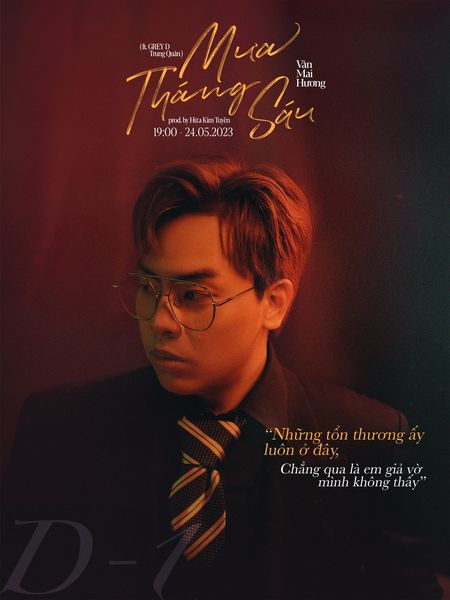 (ft. GREY D
Trung Quân)
Mưa
Tháng
Sáu
Văn
Mai
Hương
prod. by Hứa Kim Tuyền
19:00 - 24.05.2023
“Những tổn thương ấy
luôn ở đây,
Chẳng qua là em giả vờ
mình không thấy”
D-1